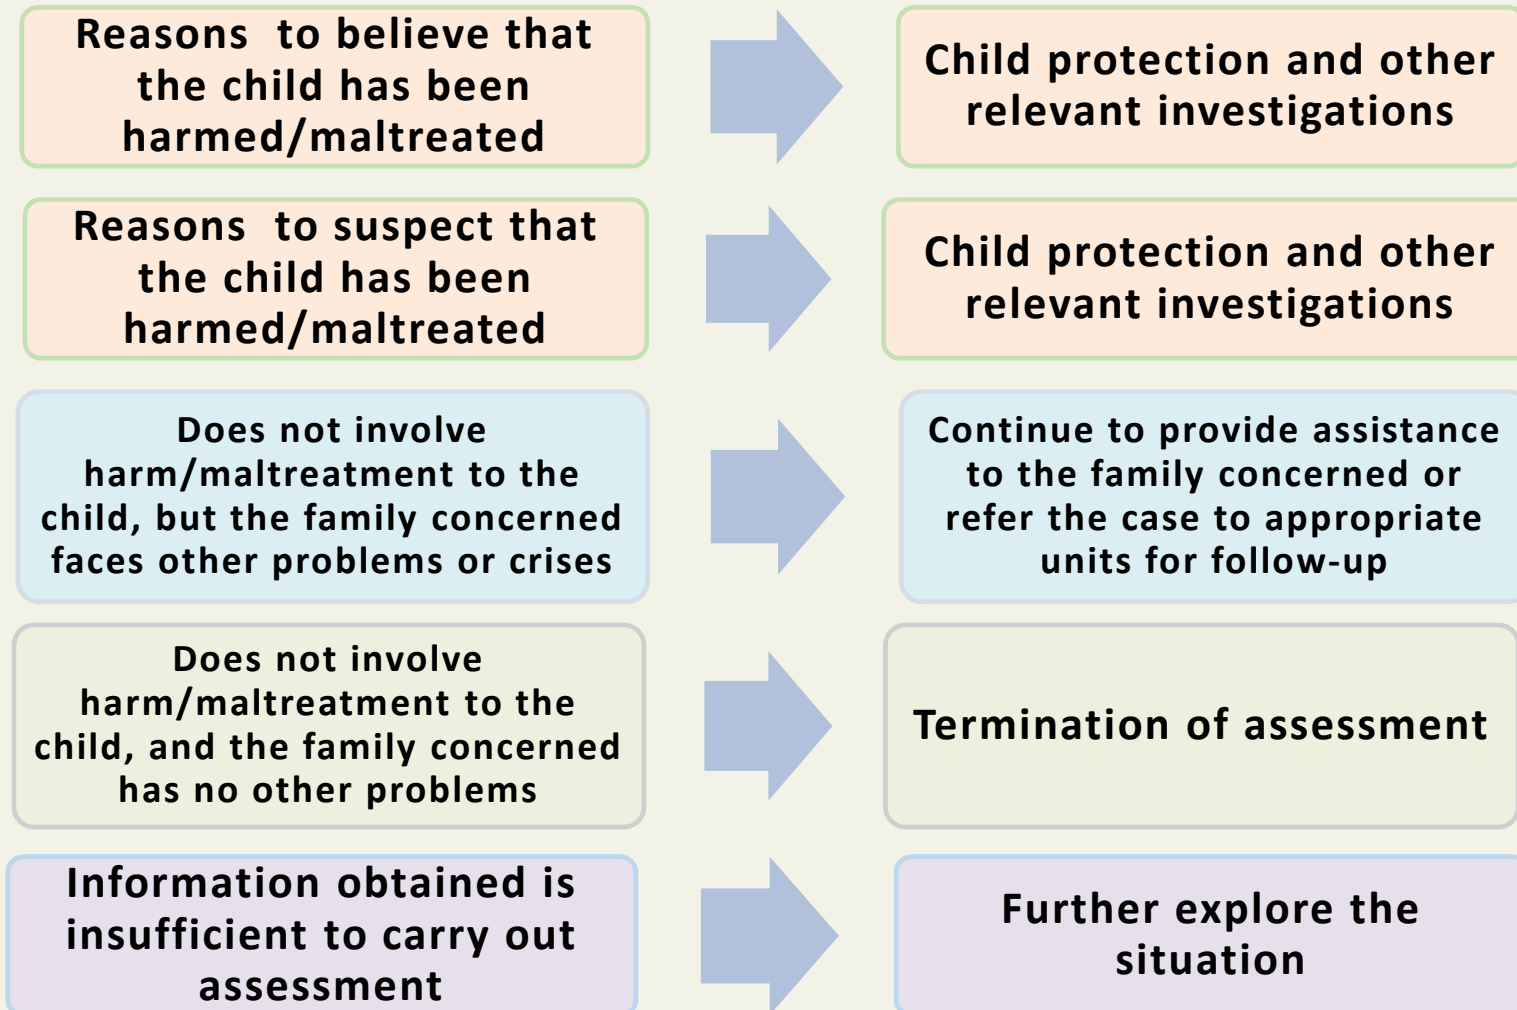 Reasons to believe that
the child has been
harmed/maltreated
Child protection and other
relevant investigations
Reasons to suspect that
the child has been
harmed/maltreated
Child protection and other
relevant investigations
Does not involve
harm/maltreatment to the
child, but the family concerned
faces other problems or crises
Continue to provide assistance
to the family concerned or
refer the case to appropriate
units for follow-up
Does not involve
harm/maltreatment to the
child, and the family concerned
has no other problems
Termination of assessment
Information obtained is
insufficient to carry out
assessment
Further explore the
situation